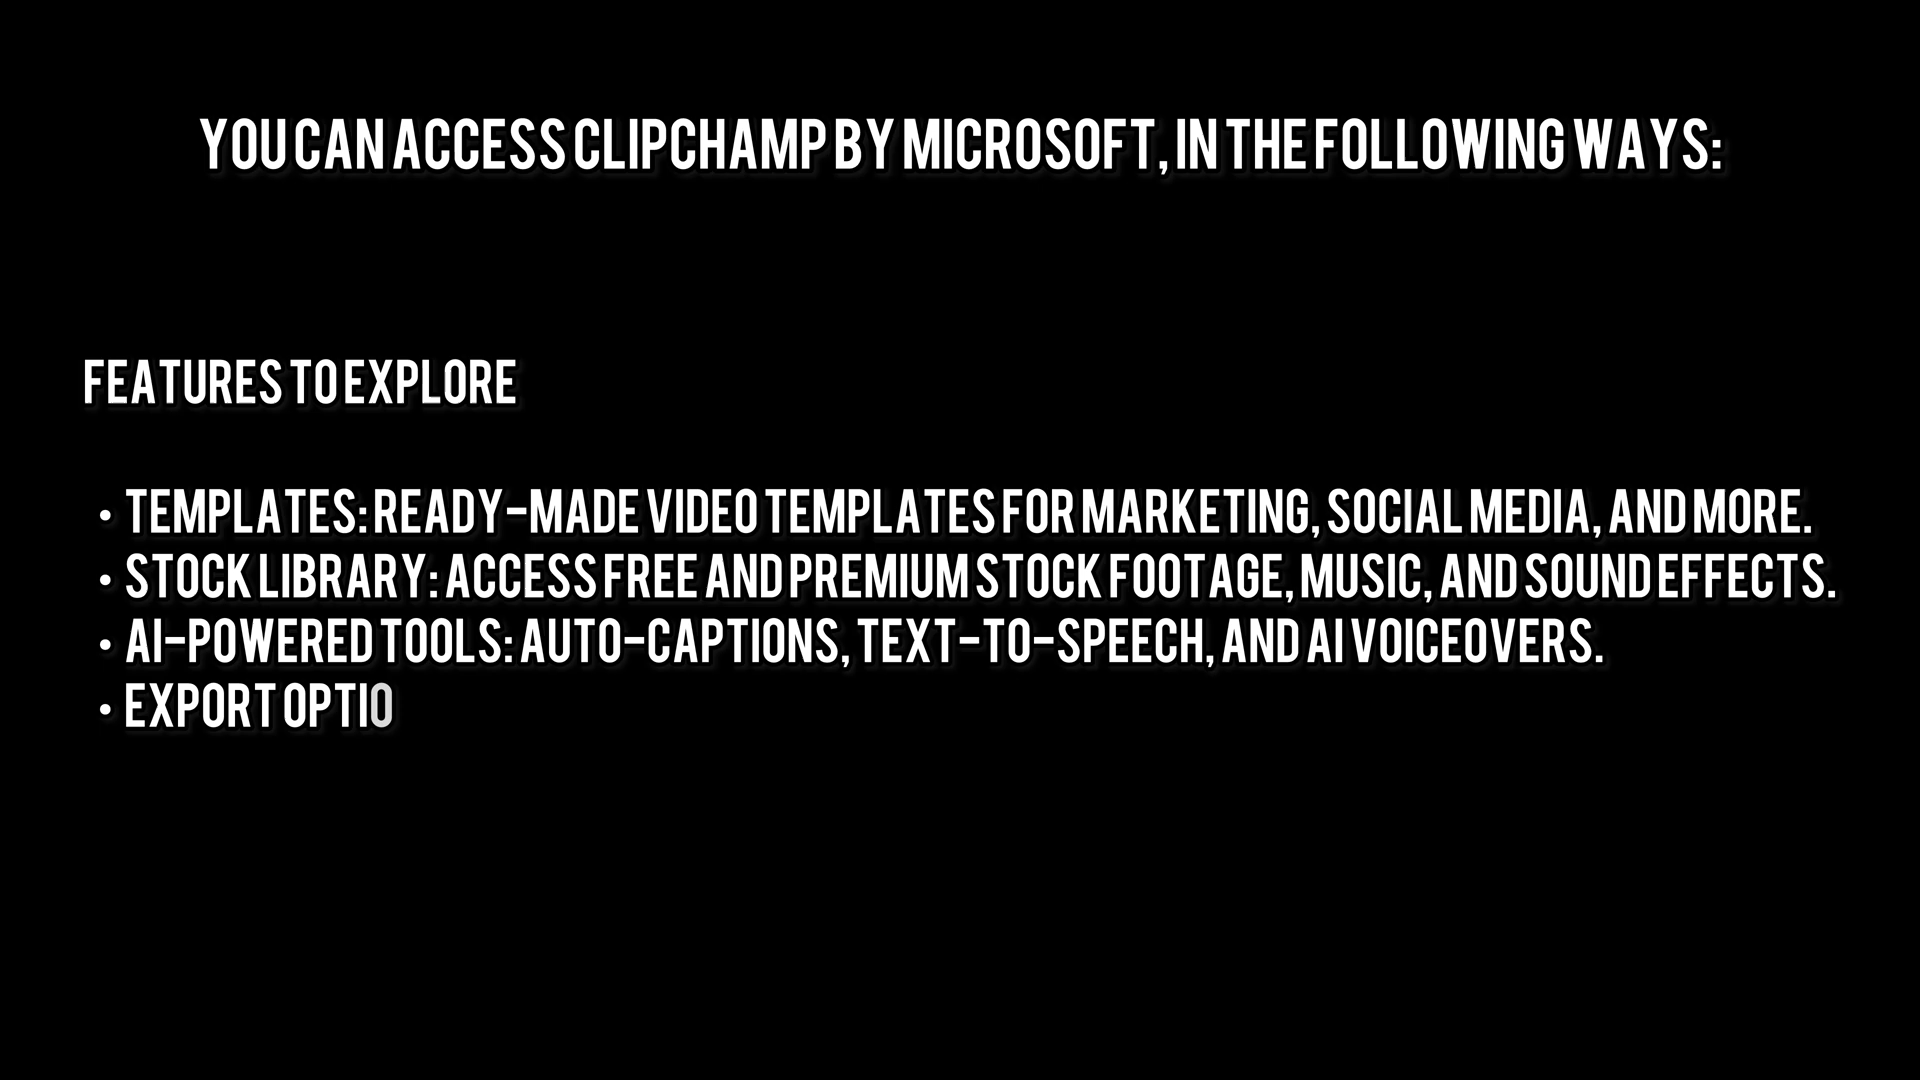 YOU CAN ACCESS CLIPCHAMP BY MICROSOFT, IN THE FOLLOWING WAYS:
FEATURES TO EXPLORE
• TEMPLATES: READY-MADE VIDEO TEMPLATES FOR MARKETING, SOCIAL MEDIA, AND MORE.
• STOCK LIBRARY: ACCESS FREE AND PREMIUM STOCK FOOTAGE, MUSIC, AND SOUND EFFECTS.
• AI-POWERED TOOLS: AUTO-CAPTIONS, TEXT-TO-SPEECH, AND AI VOICEOVERS.
• EXPORT OPTIO